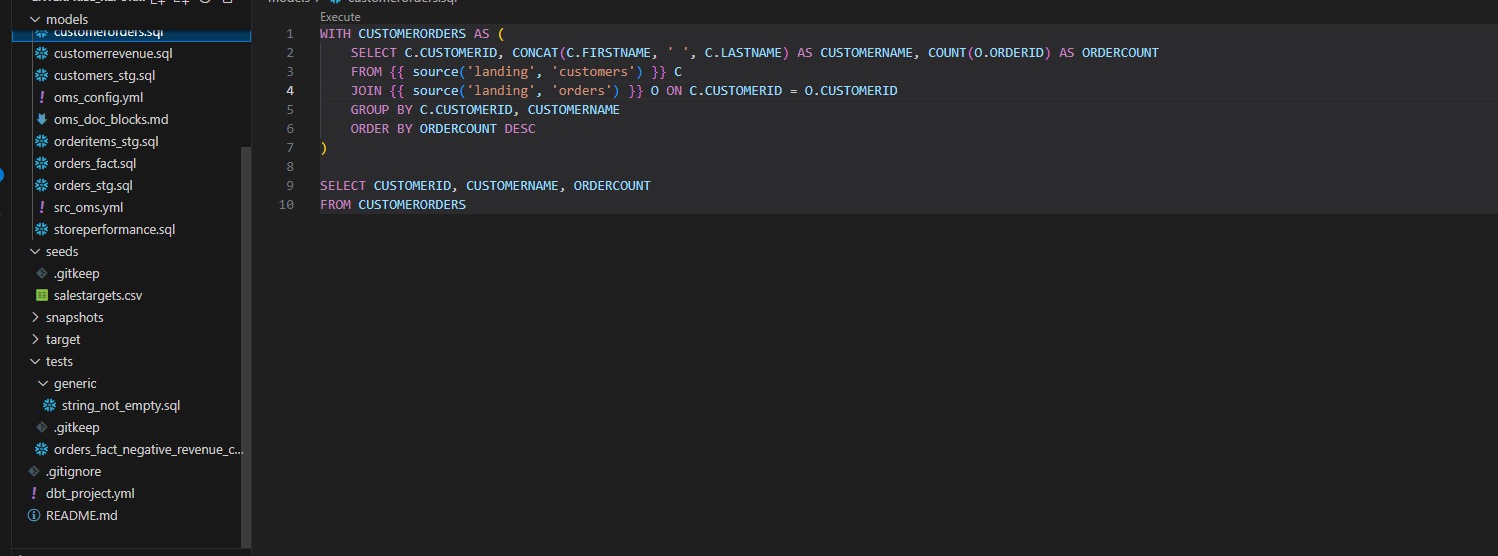 models
customerorders.sql
customerrevenue.sql
customers_stg.sql
oms_config.yml
oms_doc_blocks.md
orderitems_stg.sql
orders_fact.sql
orders_stg.sql
src_oms.yml
storeperformance.sql
seeds
.gitkeep
salestargets.csv
snapshots
target
tests
generic
string_not_empty.sql
.gitkeep
orders_fact_negative_revenue_c...
.gitignore
dbt_project.yml
README.md
models > customerorders.sql
Execute
1 WITH CUSTOMERORDERS AS (
2 SELECT C.CUSTOMERID, CONCAT(C.FIRSTNAME, ' ', C.LASTNAME) AS CUSTOMERNAME, COUNT(O.ORDERID) AS ORDERCOUNT
3 FROM {{ source('landing', 'customers') }} C
4 JOIN {{ source('landing', 'orders') }} O ON C.CUSTOMERID = O.CUSTOMERID
5 GROUP BY C.CUSTOMERID, CUSTOMERNAME
6 ORDER BY ORDERCOUNT DESC
7 )
8
9 SELECT CUSTOMERID, CUSTOMERNAME, ORDERCOUNT
10 FROM CUSTOMERORDERS